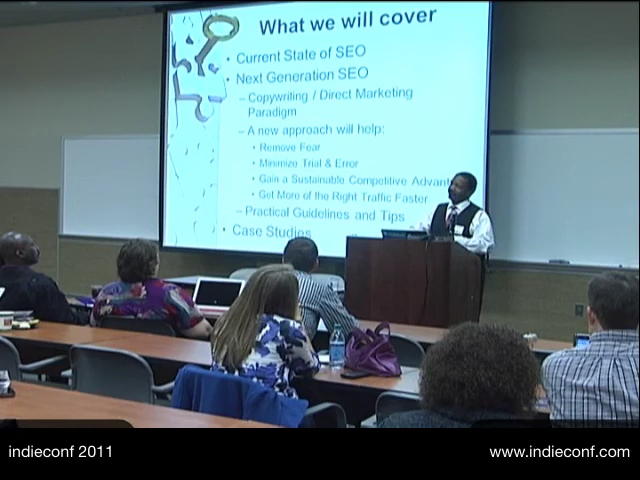 What we will cover
• Current State of SEO
• Next Generation SEO
– Copywriting / Direct Marketing
Paradigm
– A new approach will help:
• Remove Fear
• Minimize Trial & Error
• Gain a Sustainable Competitive Advant
• Get More of the Right Traffic Faster
– Practical Guidelines and Tips
• Case Studies
indieconf 2011
www.indieconf.com